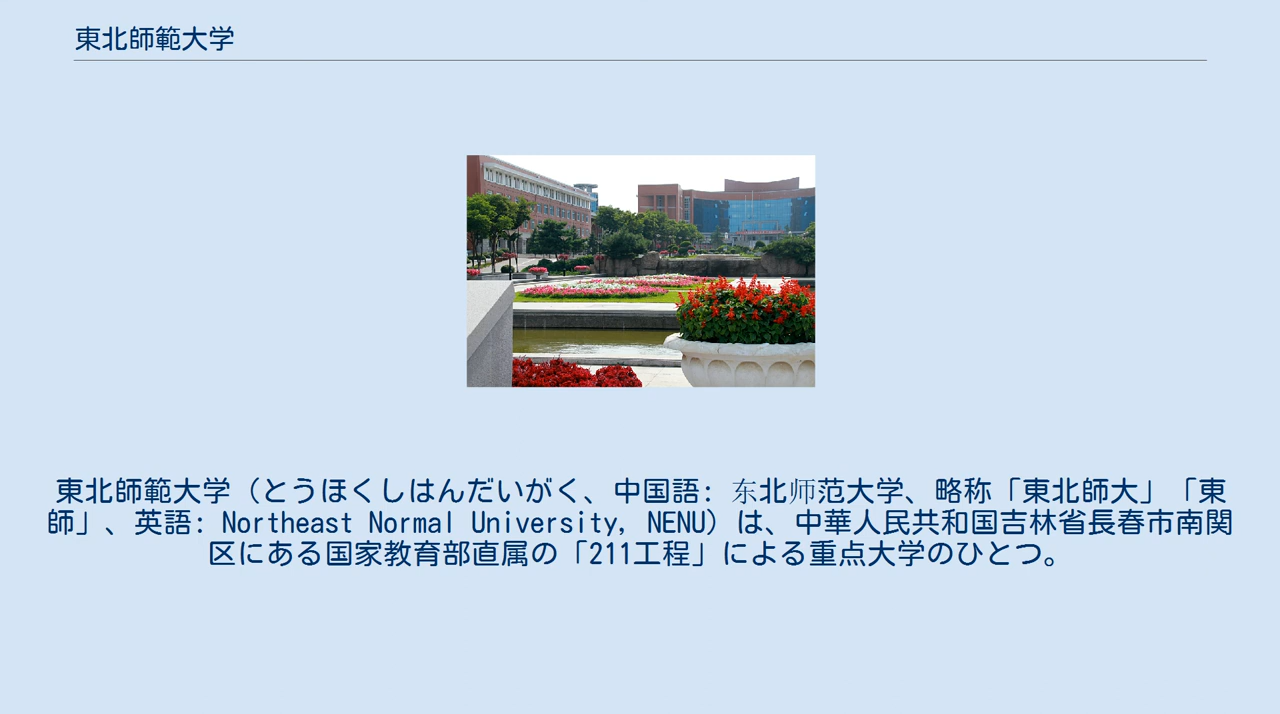 東北師範大学
東北師範大学（とうほくしはんだいがく、中国語: 东北师范大学、略称「東北師大」「東
師」、英語: Northeast Normal University, NENU）は、中華人民共和国吉林省長春市南関
区にある国家教育部直属の「211工程」による重点大学のひとつ。